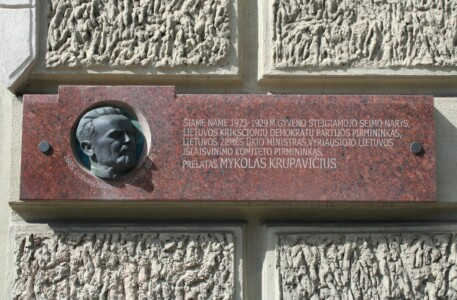 ŠIAME NAME 1923-1929 M. GYVENO STEIGIAMOJO SEIMO NARYS,
LIETUVOS KRIKŠČIONIŲ DEMOKRATŲ PARTIJOS PIRMININKAS,
LIETUVOS ŽEMĖS ŪKIO MINISTRAS, VYRIAUSIOJO LIETUVOS
IŠLAISVINIMO KOMITETO PIRMININKAS,
PRELATAS MYKOLAS KRUPAVIČIUS